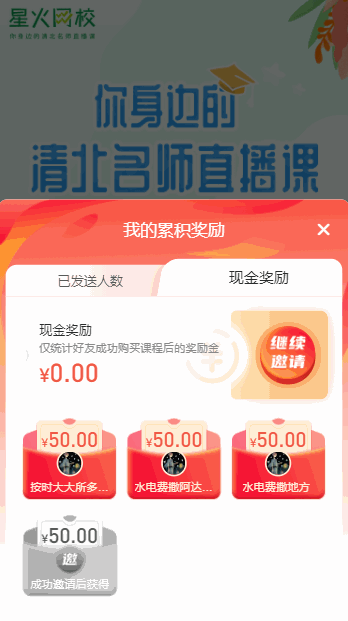 星火网校
你身边的清北名师直播课
你身边的
清北名师直播课
我的累积奖励
已发送人数
现金奖励
现金奖励
仅统计好友成功购买课程后的奖励金
¥0.00
继续
邀请
¥50.00
¥50.00
¥50.00
按时大大所多...
水电费撒阿达...
水电费撒地方
¥50.00
邀
成功邀请后获得